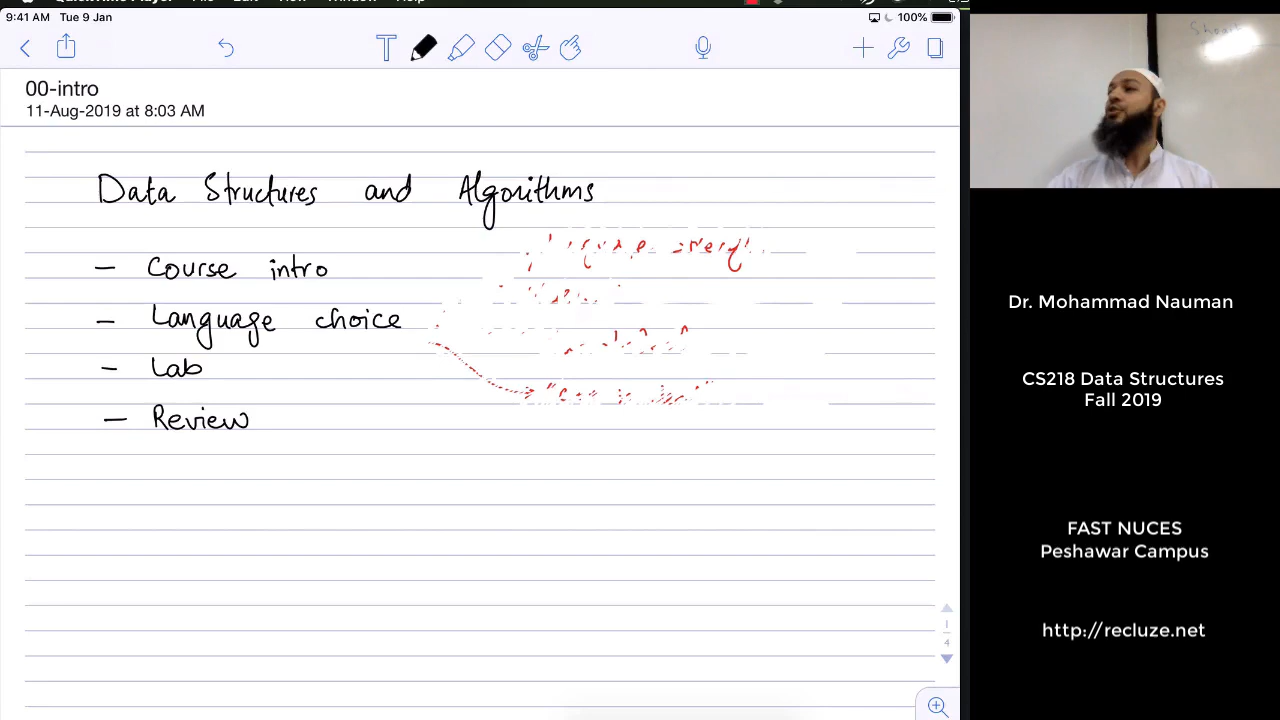 9:41 AM Tue 9 Jan
100%
T
00-intro
11-Aug-2019 at 8:03 AM
Data Structures and Algorithms
– Course intro
– Language choice
– Lab
– Review
1
4
Dr. Mohammad Nauman
CS218 Data Structures
Fall 2019
FAST NUCES
Peshawar Campus
http://recluze.net